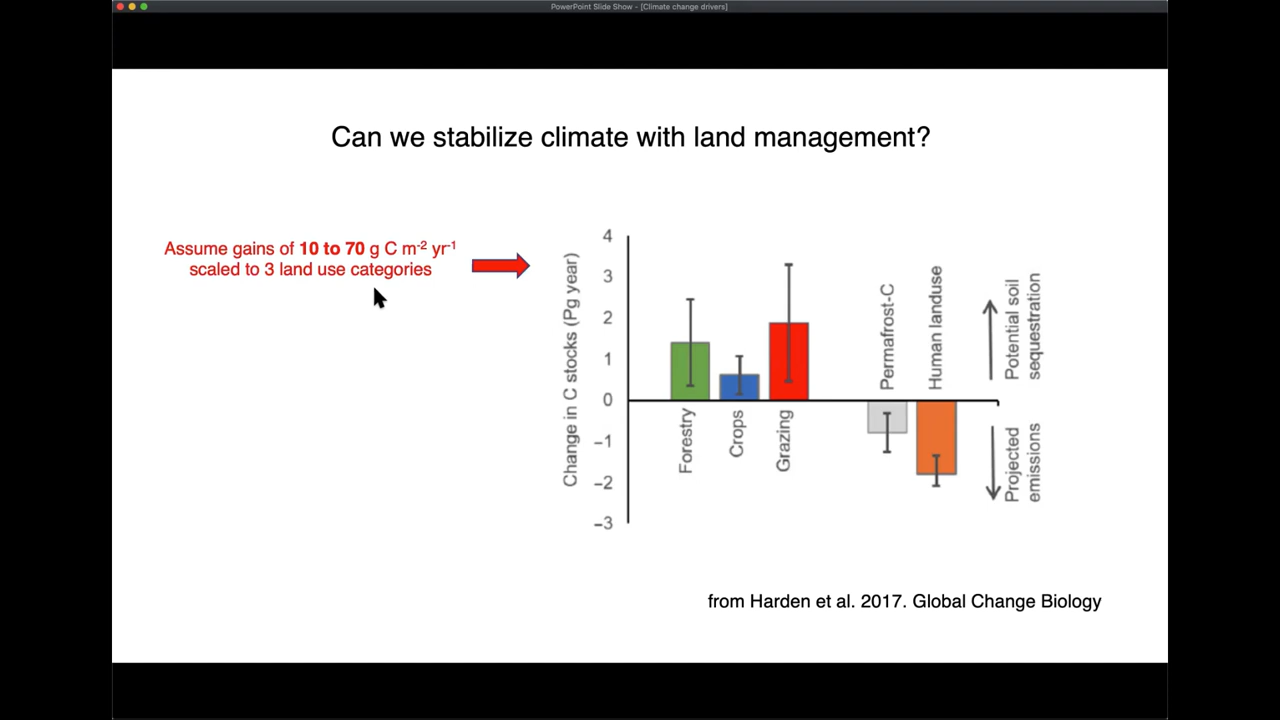 PowerPoint Slide Show - [Climate change drivers]
Can we stabilize climate with land management?
Assume gains of 10 to 70 g C m⁻² yr⁻¹
scaled to 3 land use categories
Change in C stocks (Pg year)
4
3
2
1
0
−1
−2
−3
Forestry
Crops
Grazing
Permafrost-C
Human landuse
Potential soil
sequestration
Projected
emissions
from Harden et al. 2017. Global Change Biology